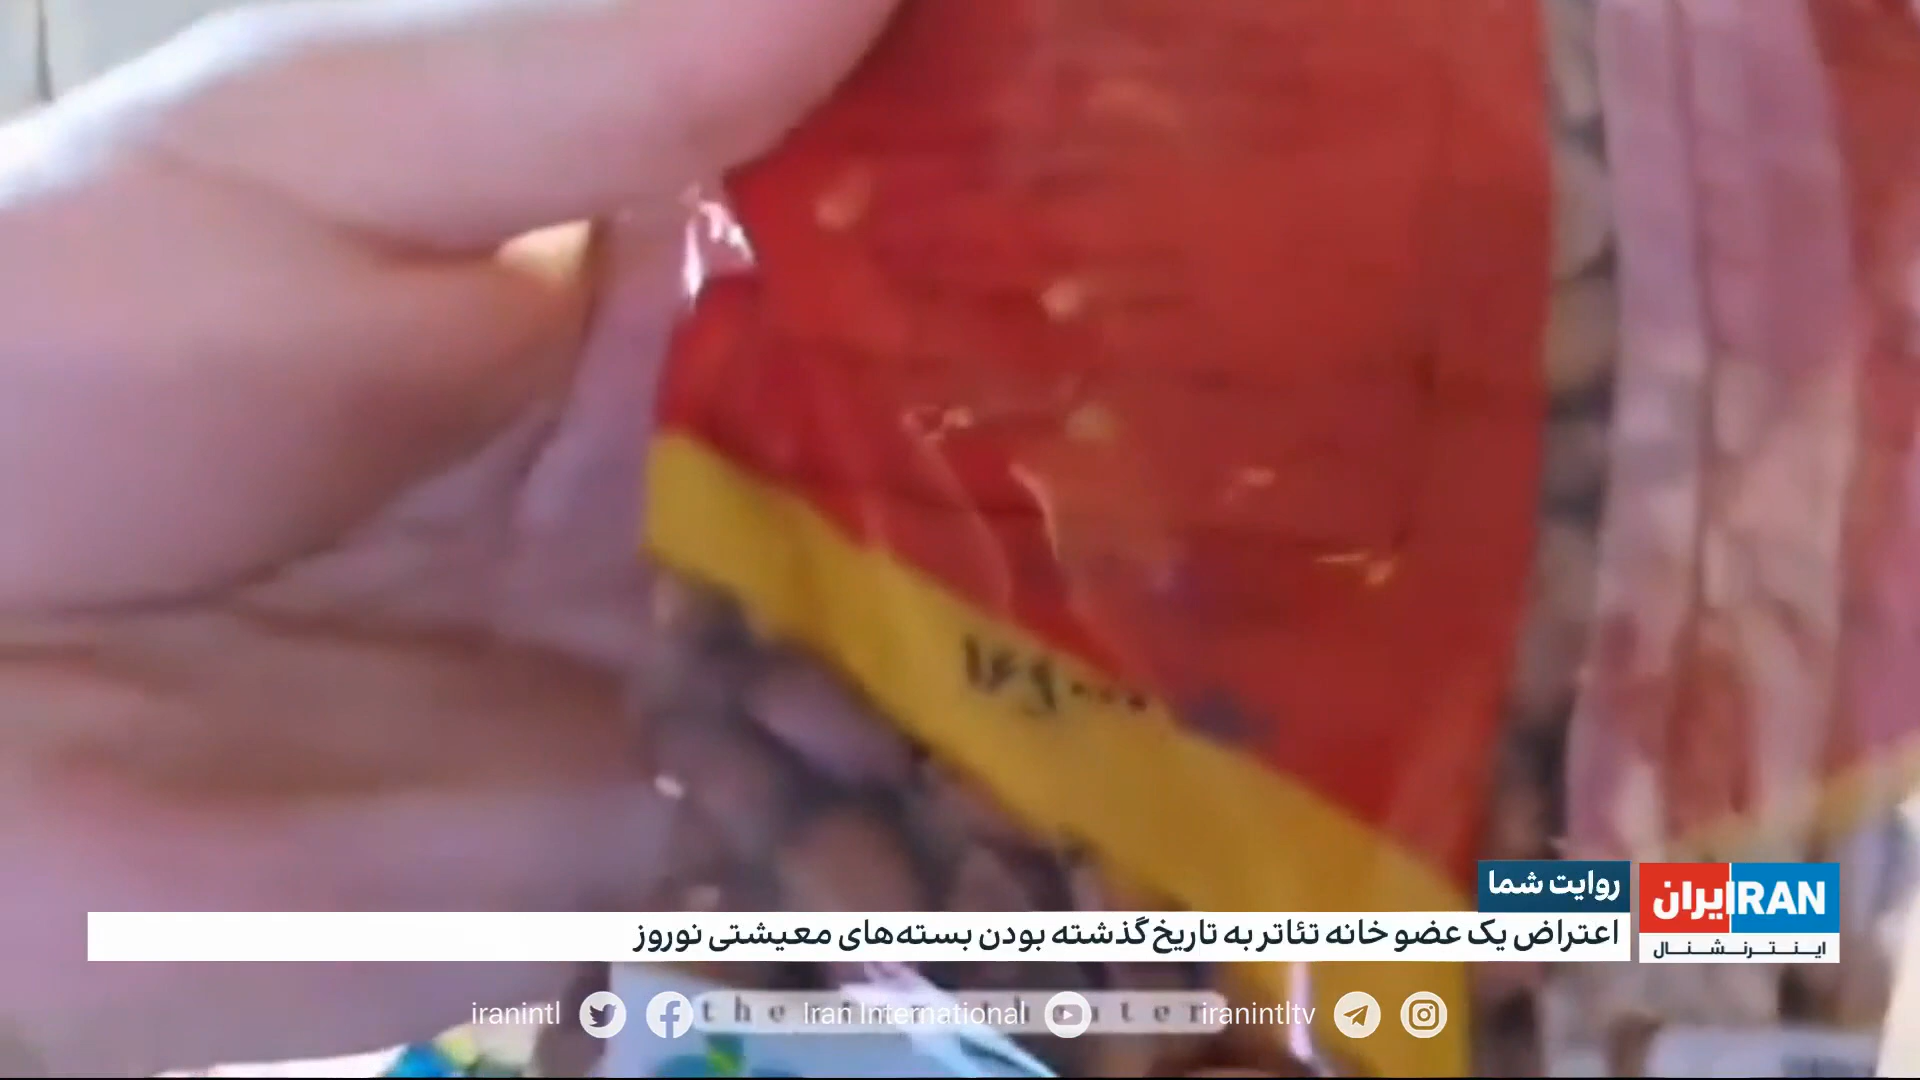 روایت شما
اعتراض یک عضو خانه تئاتر به تاریخ گذشته بودن بسته‌های معیشتی نوروز
ایران IRAN
اینترنشنال
iranintl
Iran International
iranintltv